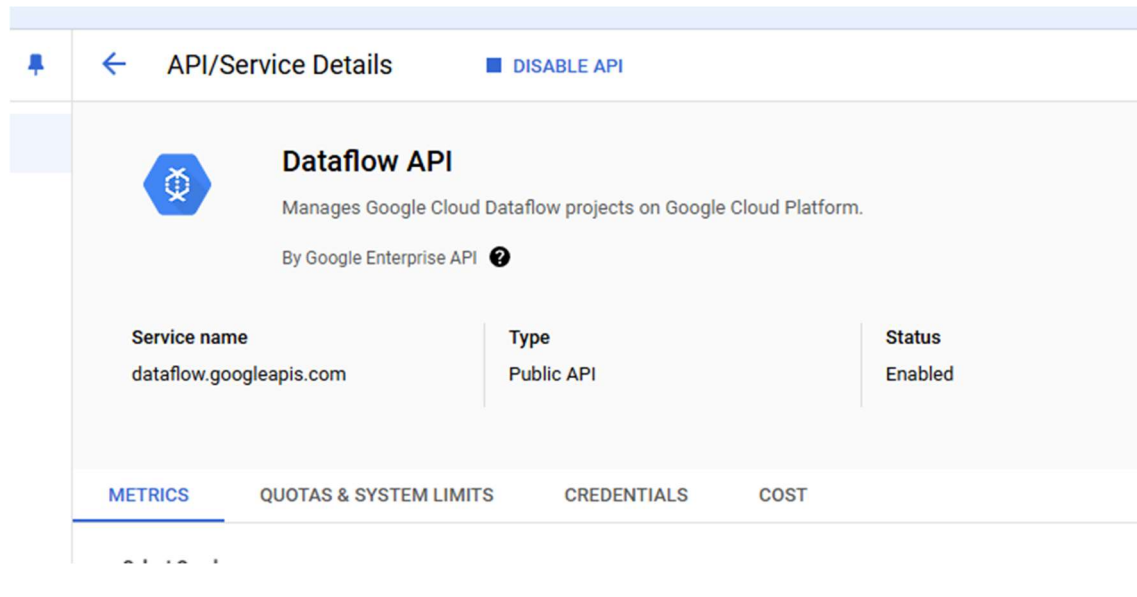 API/Service Details DISABLE API
Dataflow API
Manages Google Cloud Dataflow projects on Google Cloud Platform.
By Google Enterprise API
Service name Type Status
dataflow.googleapis.com Public API Enabled
METRICS QUOTAS & SYSTEM LIMITS CREDENTIALS COST